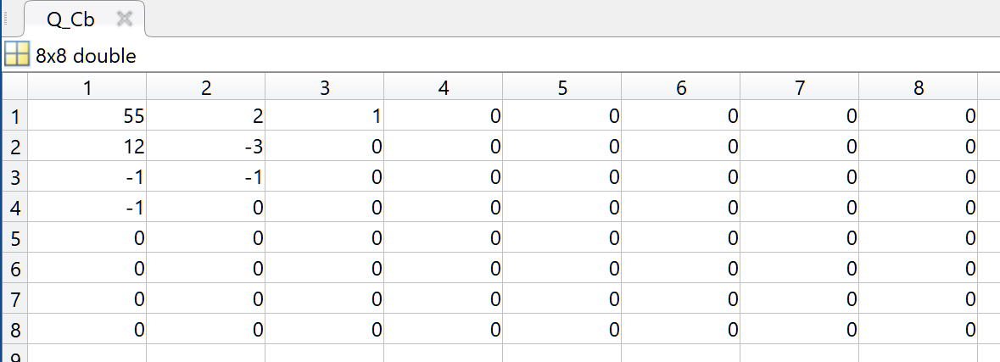 Q_Cb
8x8 double
1 2 3 4 5 6 7 8
1 55 2 1 0 0 0 0 0
2 12 -3 0 0 0 0 0 0
3 -1 -1 0 0 0 0 0 0
4 -1 0 0 0 0 0 0 0
5 0 0 0 0 0 0 0 0
6 0 0 0 0 0 0 0 0
7 0 0 0 0 0 0 0 0
8 0 0 0 0 0 0 0 0
9